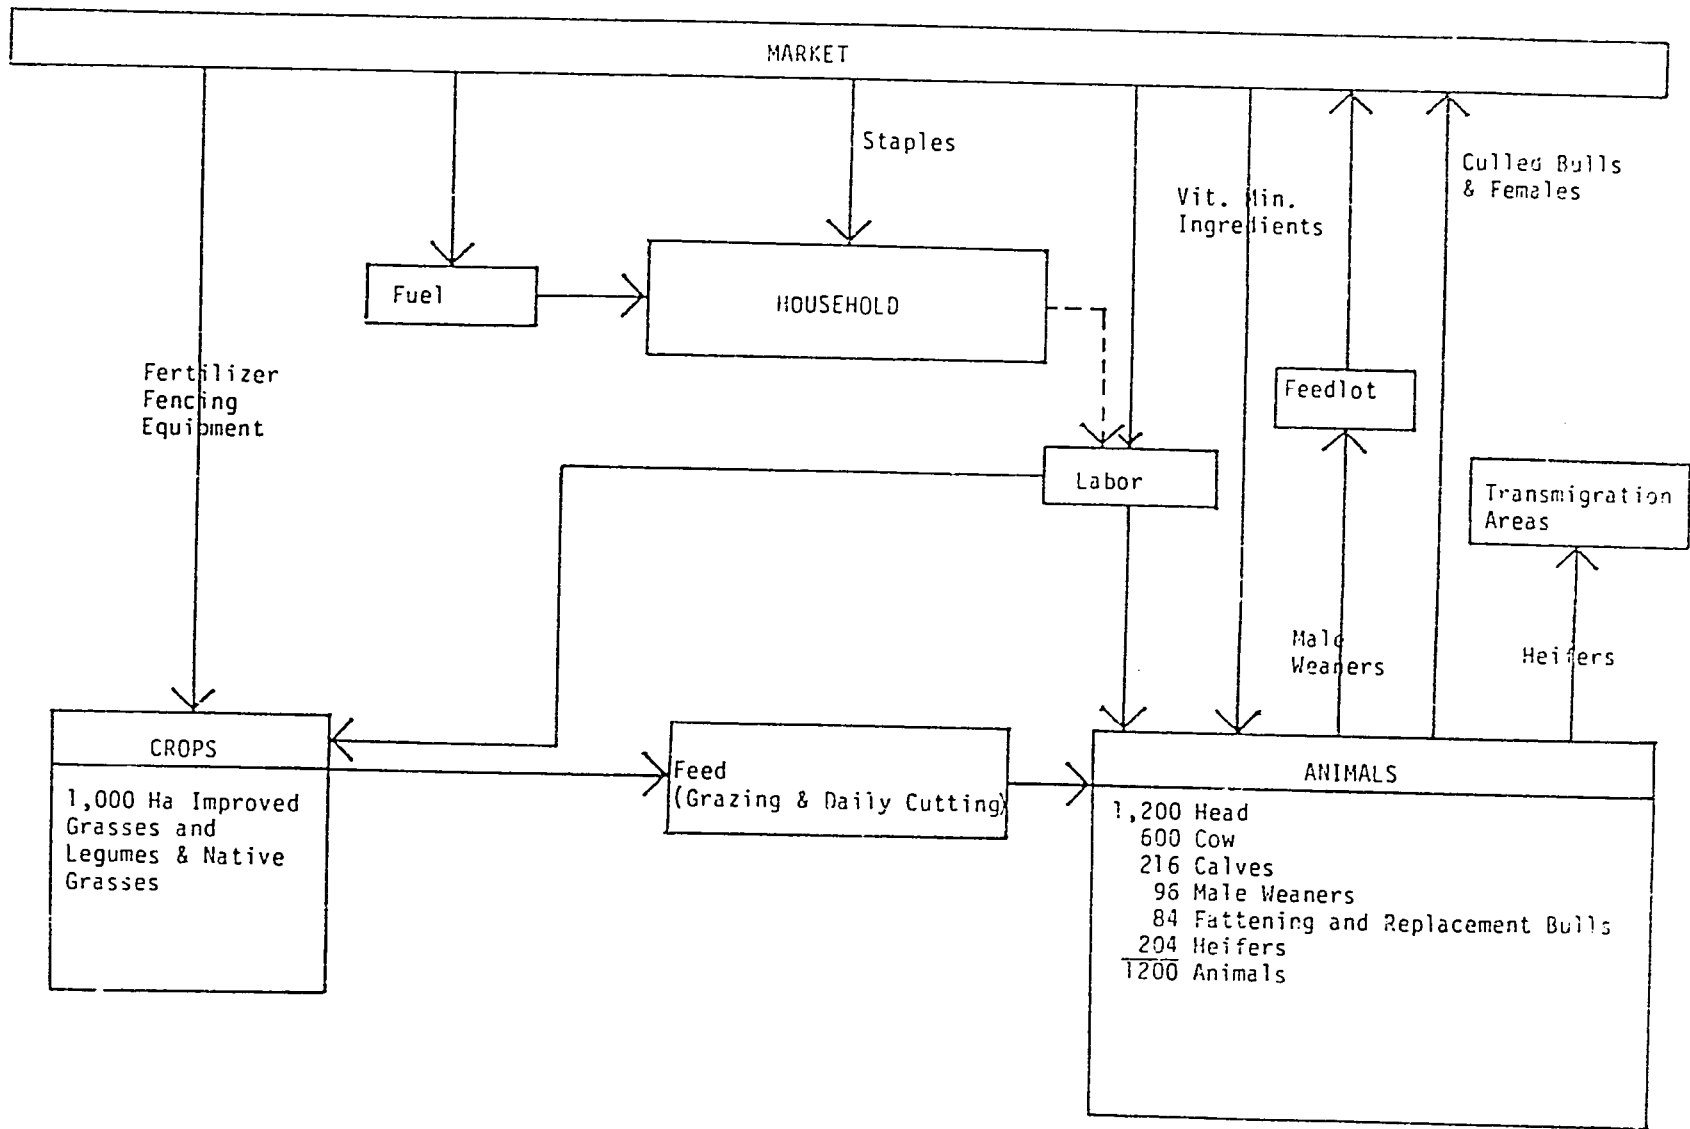 MARKET
Staples
Culled Bulls
& Females
Vit. Min.
Ingredients
Fuel
HOUSEHOLD
Fertilizer
Fencing
Equipment
Feedlot
Labor
Transmigration
Areas
Male
Weaners
Heifers
CROPS
1,000 Ha Improved
Grasses and
Legumes & Native
Grasses
Feed
(Grazing & Daily Cutting)
ANIMALS
1,200 Head
600 Cow
216 Calves
96 Male Weaners
84 Fattening and Replacement Bulls
204 Heifers
1200 Animals